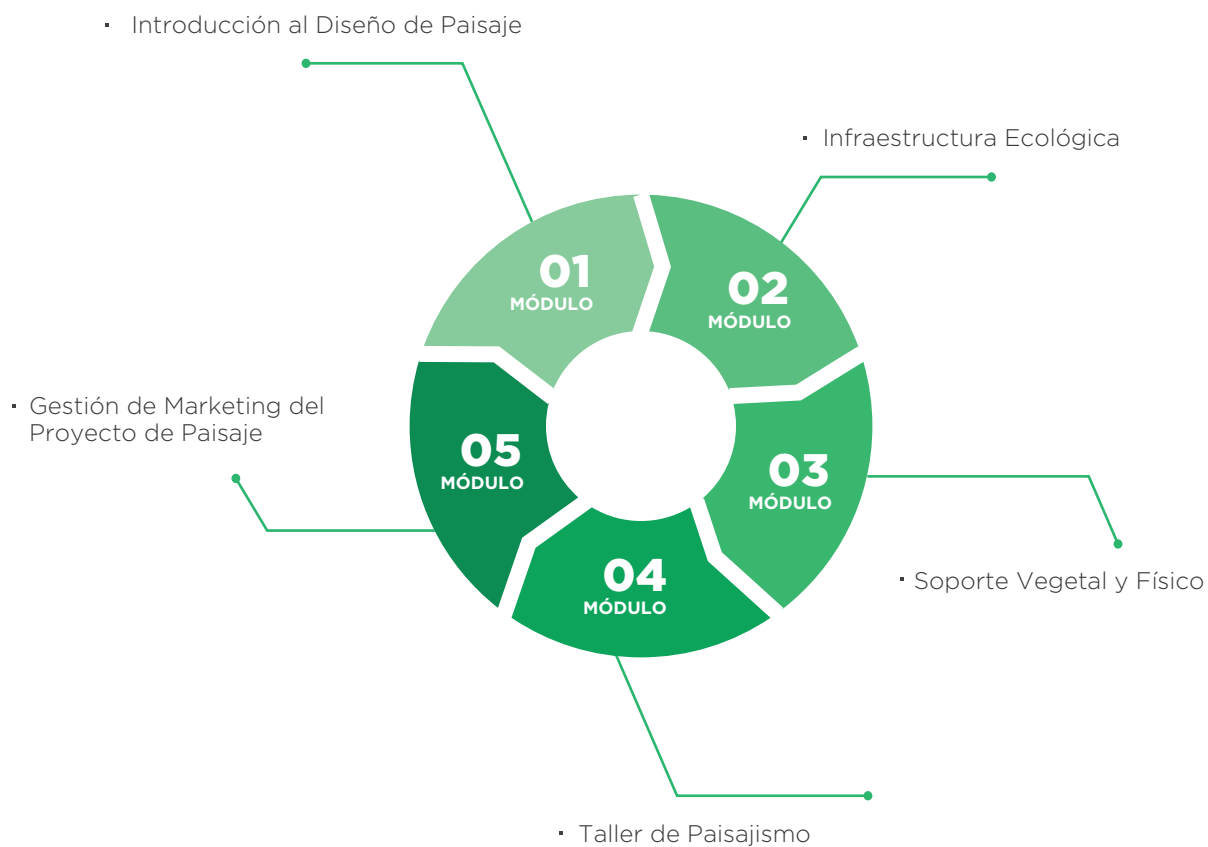 · Introducción al Diseño de Paisaje
01
MÓDULO
· Infraestructura Ecológica
02
MÓDULO
03
MÓDULO
· Soporte Vegetal y Físico
04
MÓDULO
· Taller de Paisajismo
· Gestión de Marketing del
Proyecto de Paisaje
05
MÓDULO